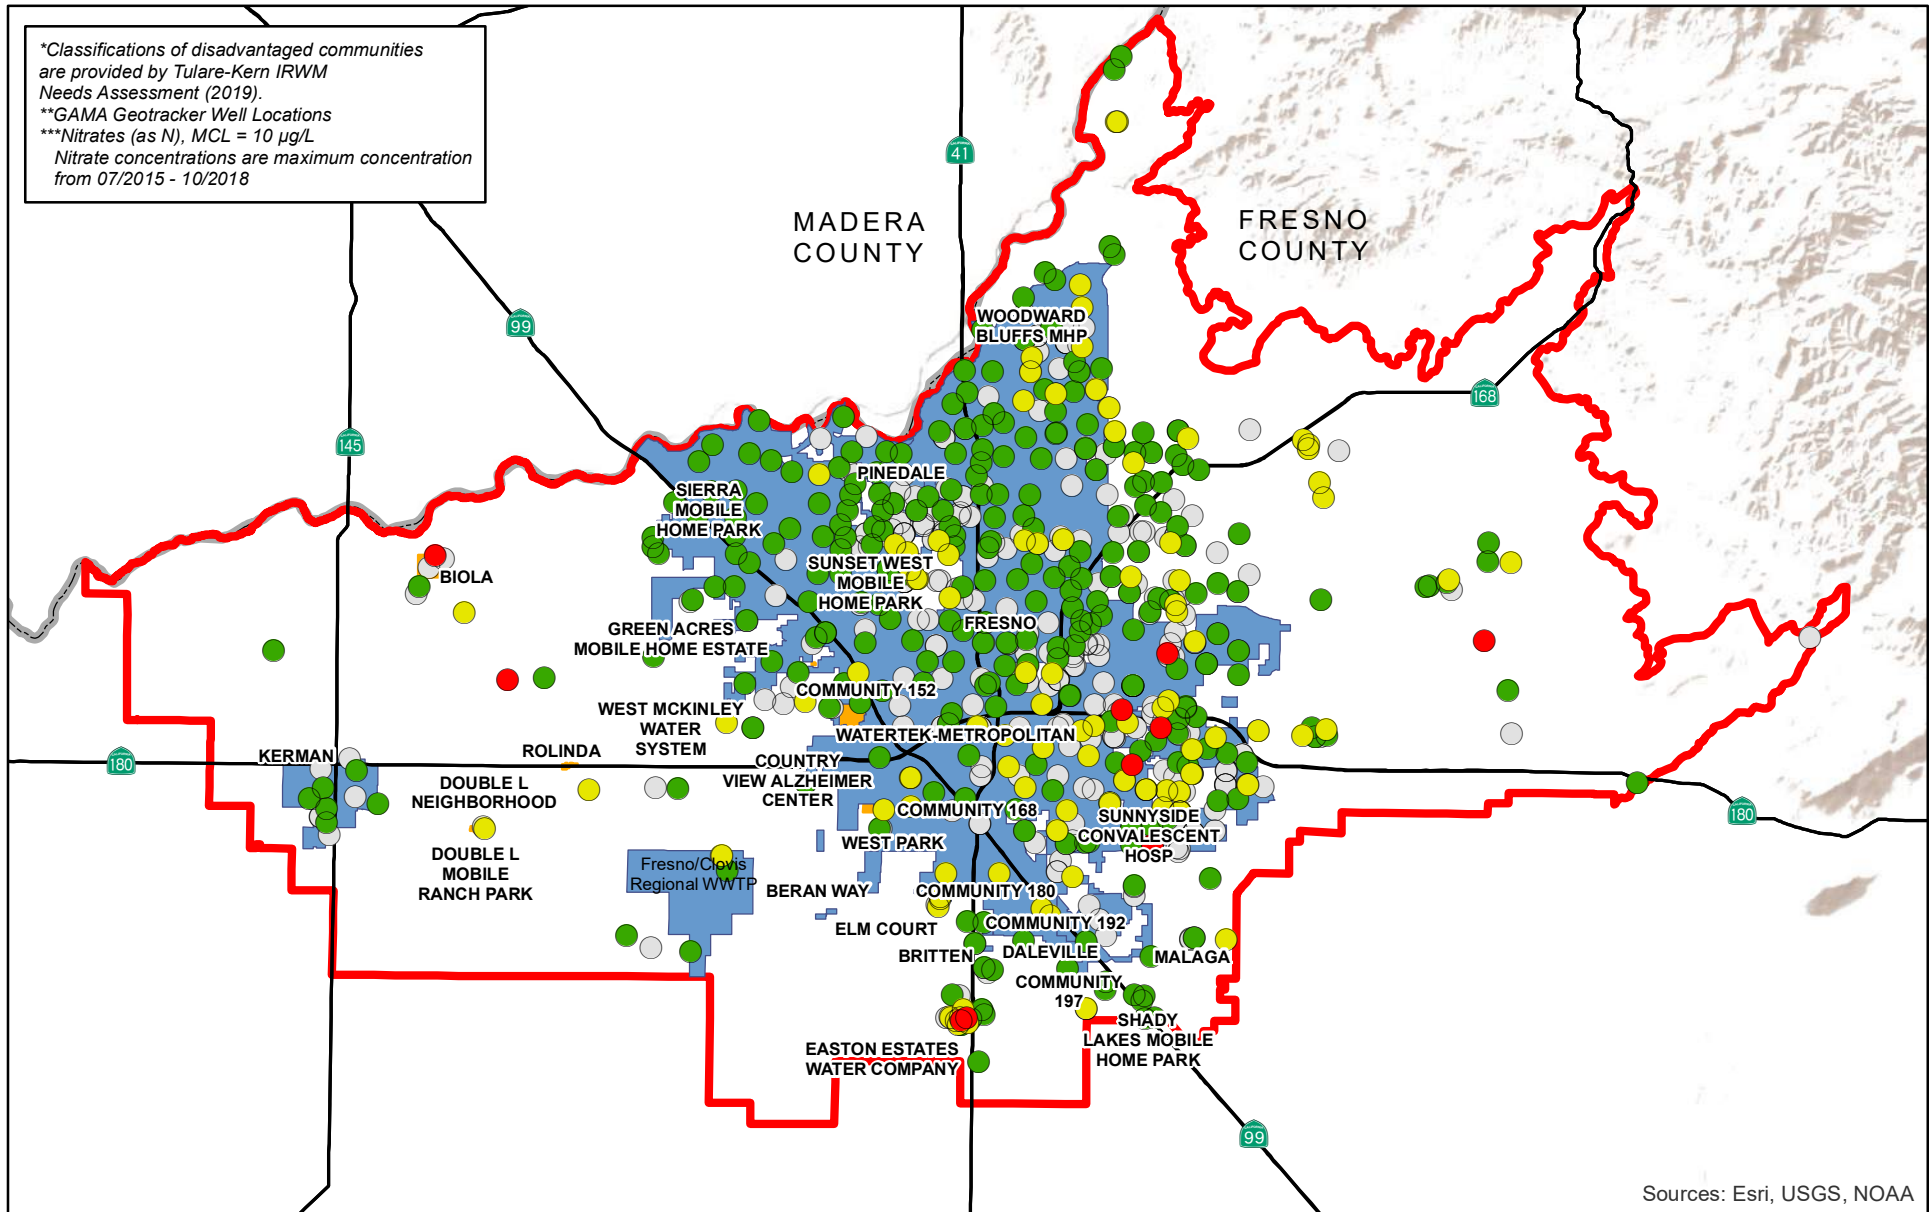 *Classifications of disadvantaged communities
are provided by Tulare-Kern IRWM
Needs Assessment (2019).
**GAMA Geotracker Well Locations
***Nitrates (as N), MCL = 10 µg/L
Nitrate concentrations are maximum concentration
from 07/2015 - 10/2018
41
MADERA
COUNTY
FRESNO
COUNTY
99
WOODWARD
BLUFFS MHP
168
145
PINEDALE
SIERRA
MOBILE
HOME PARK
BIOLA
SUNSET WEST
MOBILE
HOME PARK
FRESNO
GREEN ACRES
MOBILE HOME ESTATE
COMMUNITY 152
WEST MCKINLEY
WATER
SYSTEM
WATERTEK-METROPOLITAN
KERMAN
ROLINDA
180
COUNTRY
VIEW ALZHEIMER
CENTER
DOUBLE L
NEIGHBORHOOD
COMMUNITY 168
SUNNYSIDE
CONVALESCENT
HOSP
180
WEST PARK
DOUBLE L
MOBILE
RANCH PARK
Fresno/Clovis
Regional WWTP
BERAN WAY
COMMUNITY 180
ELM COURT
COMMUNITY 192
BRITTEN
DALEVILLE
MALAGA
COMMUNITY
197
SHADY
LAKES MOBILE
HOME PARK
EASTON ESTATES
WATER COMPANY
99
Sources: Esri, USGS, NOAA